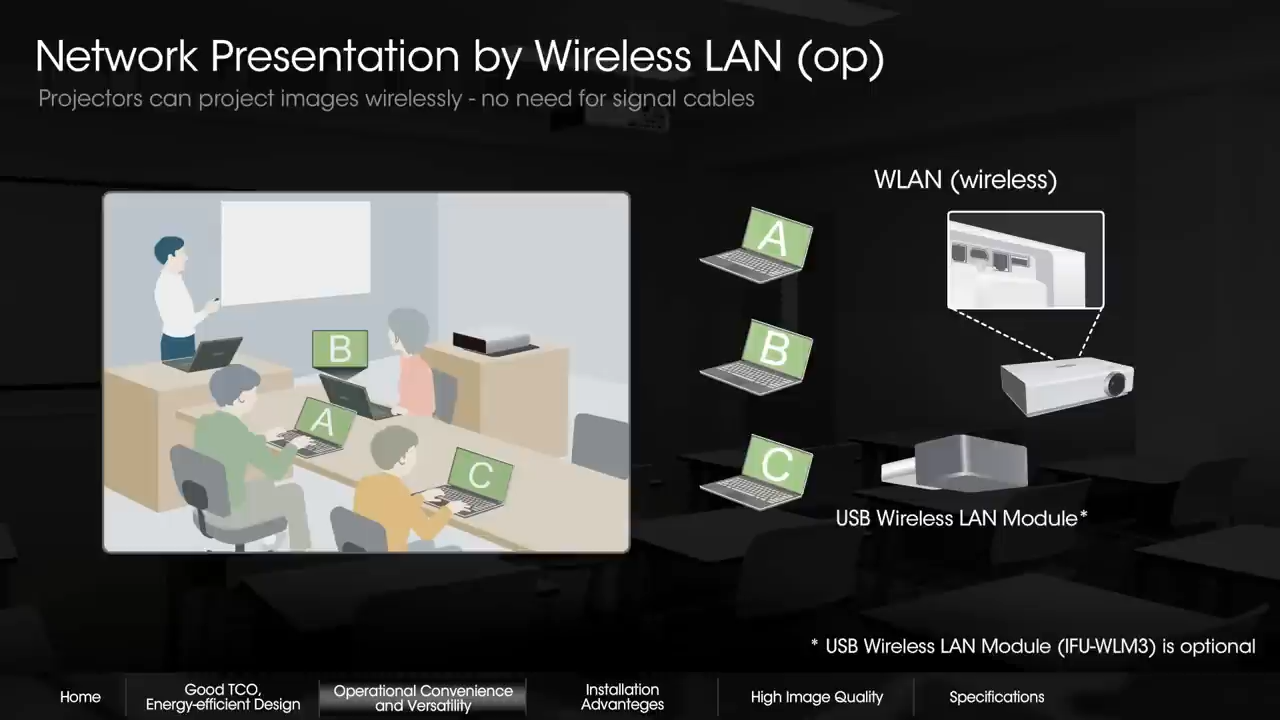 Network Presentation by Wireless LAN (op)
Projectors can project images wirelessly - no need for signal cables
WLAN (wireless)
A
B
B
A
C
C
USB Wireless LAN Module*
* USB Wireless LAN Module (IFU-WLM3) is optional
Home
Good TCO,
Energy-efficient Design
Operational Convenience
and Versatility
Installation
Advanteges
High Image Quality
Specifications